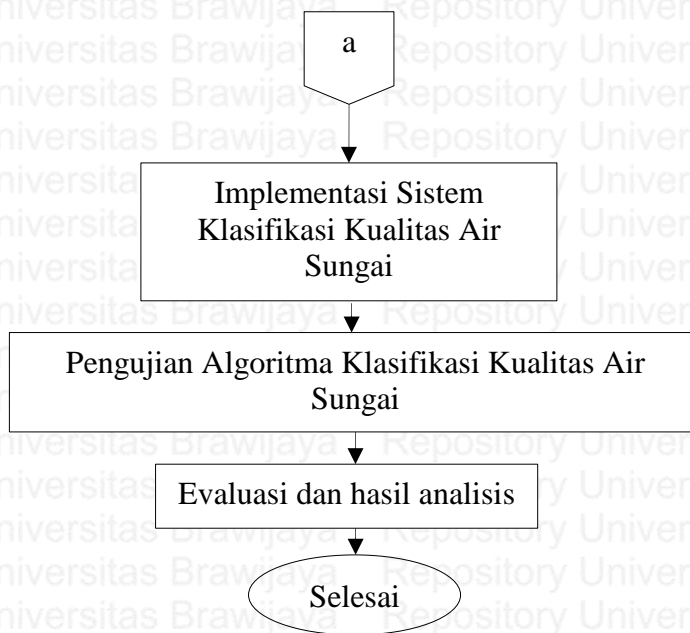 a
Implementasi Sistem
Klasifikasi Kualitas Air
Sungai
Pengujian Algoritma Klasifikasi Kualitas Air
Sungai
Evaluasi dan hasil analisis
Selesai